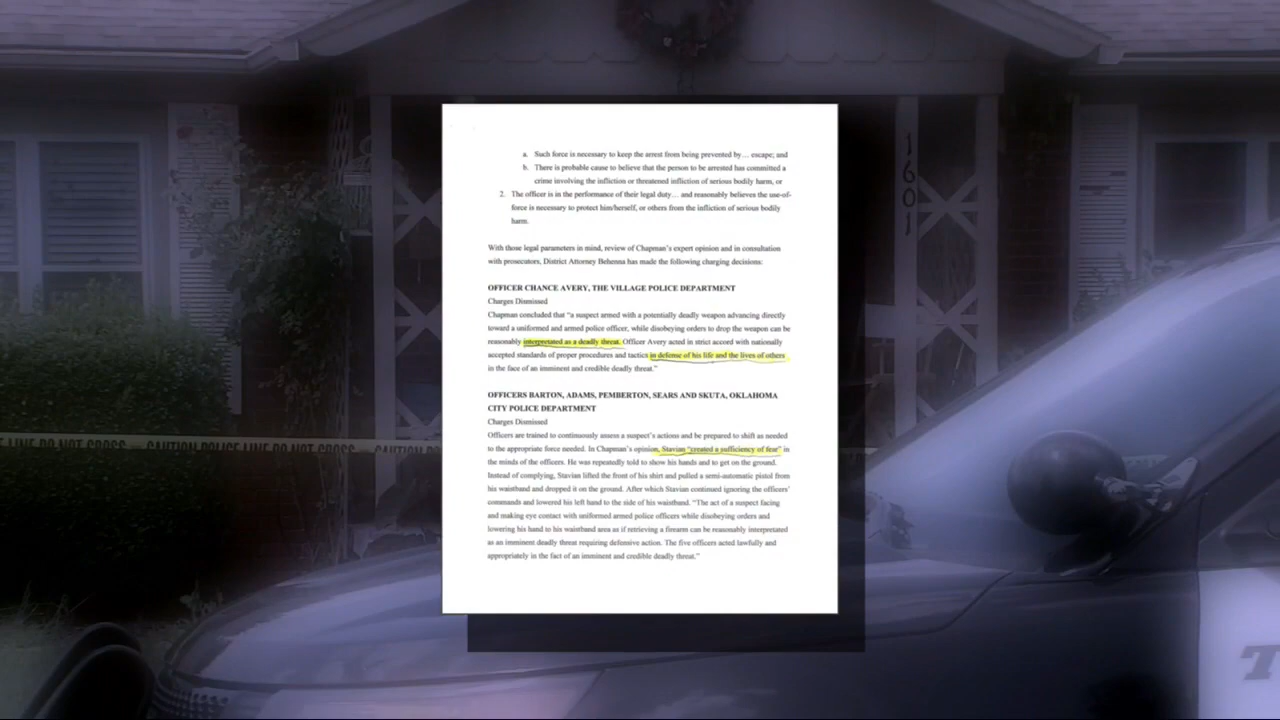 a. Such force is necessary to keep the arrest from being prevented by... escape; and
b. There is probable cause to believe that the person to be arrested has committed a
crime involving the infliction or threatened infliction of serious bodily harm, or
2. The officer is in the performance of their legal duty... and reasonably believes the use-of-
force is necessary to protect him/herself, or others from the infliction of serious bodily
harm.
With those legal parameters in mind, review of Chapman's expert opinion and in consultation
with prosecutors, District Attorney Behenna has made the following charging decisions:
OFFICER CHANCE AVERY, THE VILLAGE POLICE DEPARTMENT
Charges Dismissed
Chapman concluded that "a suspect armed with a potentially deadly weapon advancing directly
toward a uniformed and armed police officer, while disobeying orders to drop the weapon can be
reasonably interpretated as a deadly threat. Officer Avery acted in strict accord with nationally
accepted standards of proper procedures and tactics in defense of his life and the lives of others
in the face of an imminent and credible deadly threat."
OFFICERS BARTON, ADAMS, PEMBERTON, SEARS AND SKUTA, OKLAHOMA
CITY POLICE DEPARTMENT
Charges Dismissed
Officers are trained to continuously assess a suspect's actions and be prepared to shift as needed
to the appropriate force needed. In Chapman's opinion, Stavian "created a sufficiency of fear" in
the minds of the officers. He was repeatedly told to show his hands and to get on the ground.
Instead of complying, Stavian lifted the front of his shirt and pulled a semi-automatic pistol from
his waistband and dropped it on the ground. After which Stavian continued ignoring the officers'
commands and lowered his left hand to the side of his waistband. "The act of a suspect facing
and making eye contact with uniformed armed police officers while disobeying orders and
lowering his hand to his waistband area as if retrieving a firearm can be reasonably interpretated
as an imminent deadly threat requiring defensive action. The five officers acted lawfully and
appropriately in the fact of an imminent and credible deadly threat."
1601
LINE DO NOT CROSS CAUTION POLICE LINE DO NOT CROSS CAUTION
T